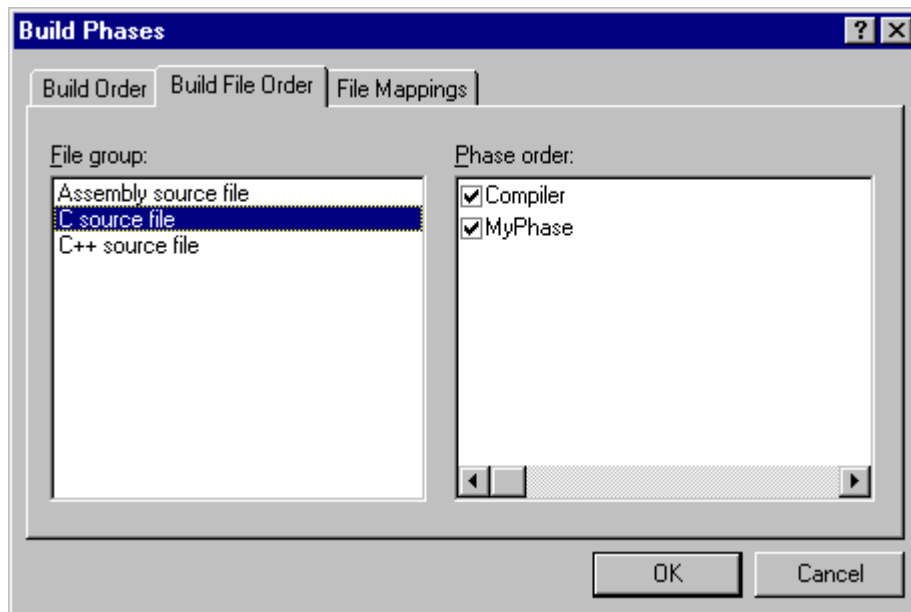 Build Phases
Build Order
Build File Order
File Mappings
File group:
Assembly source file
C source file
C++ source file
Phase order:
Compiler
MyPhase
OK
Cancel